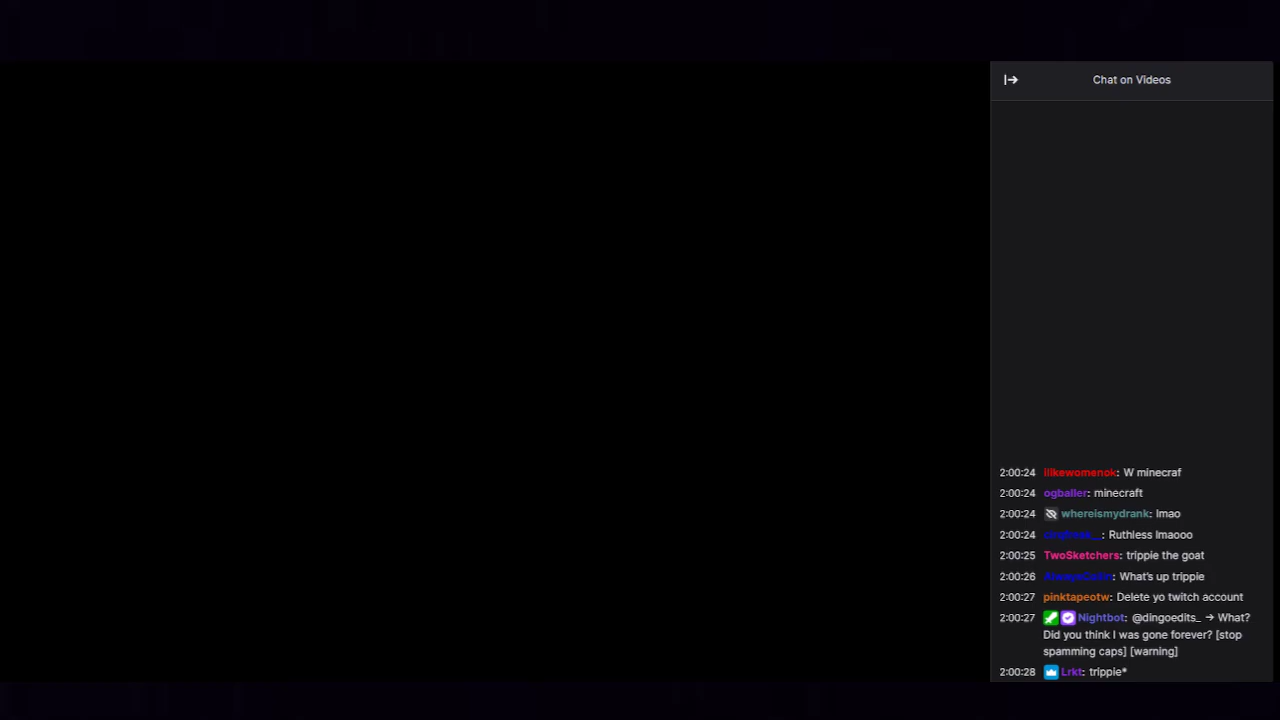 Chat on Videos
2:00:24 ilikewomenok: W minecraf
2:00:24 ogballer: minecraft
2:00:24 whereismydrank: lmao
2:00:24 : Ruthless lmaooo
2:00:25 TwoSketchers: trippie the goat
2:00:26 : What's up trippie
2:00:27 pinktapeotw: Delete yo twitch account
2:00:27 Nightbot: @dingoedits_ → What?
Did you think I was gone forever? [stop
spamming caps] [warning]
2:00:28 Lrkt: trippie*